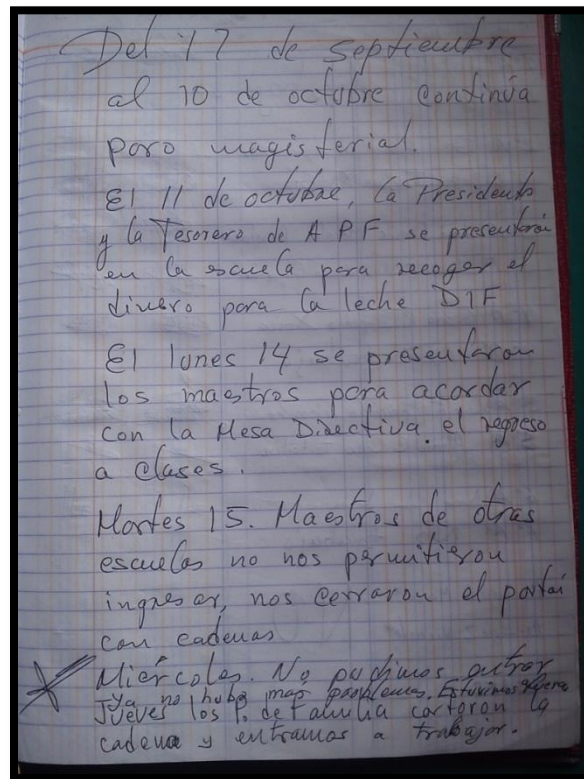 Del 17 de septiembre
al 10 de octubre continúa
paro magisterial.
El 11 de octubre, la Presidenta
y la Tesorero de APF se presentará
en la escuela para recoger el
dinero para la leche DIF
El lunes 14 se presentaron
los maestros para acordar
con la Mesa Directiva el regreso
a clases.
Martes 15. Maestros de otras
escuelas no nos permitieron
ingresar, nos cerraron el
con cadenas
Miércoles. No pudimos entrar
ya no hubo mas problemas. Estuvimos afuera
Jueves los P. de familia cortaron la
cadena y entramos a trabajar.